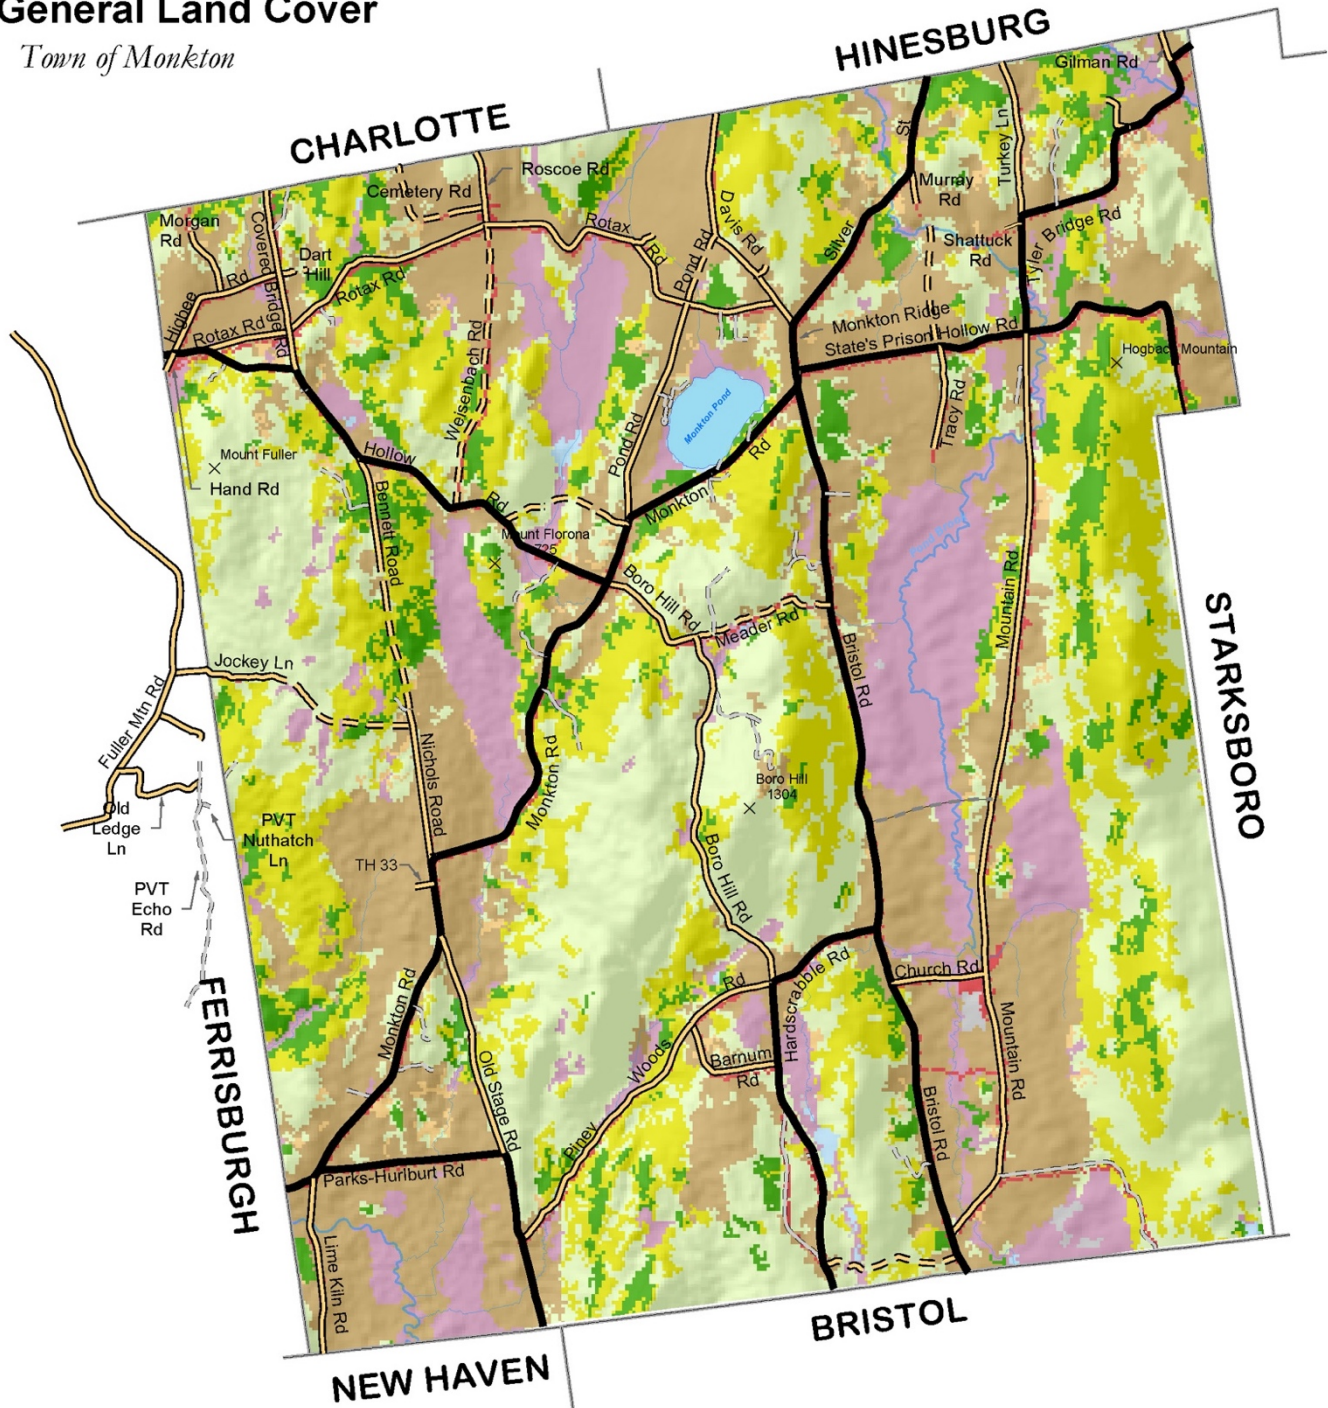 General Land Cover
Town of Monkton
HINESBURG
CHARLOTTE
Gilman Rd
Roscoe Rd
Cemetery Rd
St
Turkey Ln
Murray
Rd
Morgan
Rd
Covered Bridge Rd
Dart
Hill
Rd
Rotax
Rd
Davis Rd
Pond Rd
Silver
Shattuck
Rd
Tyler Bridge Rd
Higbee
Rotax Rd
Rotax Rd
Weisenbach Rd
Monkton Ridge
State's Prison Hollow Rd
Hogback Mountain
Monkton Pond
Tracy Rd
Pond Rd
Mount Fuller
Hand Rd
Hollow
Rd
Bennett Road
Monkton
Rd
Mount Florona
725
Boro Hill Rd
Meader Rd
Mountain Rd
Bristol Rd
STARKSBORO
Jockey Ln
Fuller Mtn Rd
Nichols Road
Monkton Rd
Boro Hill
1304
Old
Ledge
Ln
PVT
Nuthatch
Ln
TH 33
PVT
Echo
Rd
Boro Hill Rd
Hardscrabble Rd
Church Rd
Rd
Monkton Rd
Mountain Rd
FERRISBURGH
Old Stage Rd
Woods
Barnum
Rd
Piney
Bristol Rd
Parks-Hurlburt Rd
Lime Kiln Rd
BRISTOL
NEW HAVEN